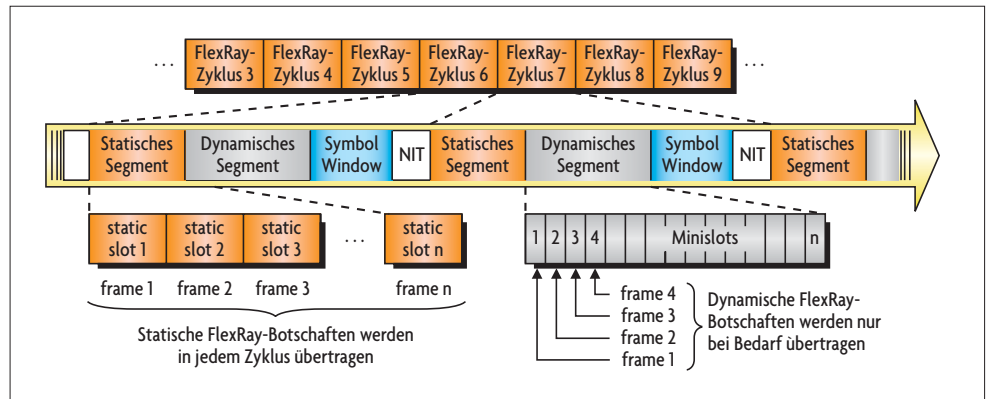 ... FlexRay- FlexRay- FlexRay- FlexRay- FlexRay- FlexRay- FlexRay- ...
Zyklus 3 Zyklus 4 Zyklus 5 Zyklus 6 Zyklus 7 Zyklus 8 Zyklus 9
Statisches Dynamisches Symbol NIT Statisches Dynamisches Symbol NIT Statisches
Segment Segment Window Segment Segment Window Segment
static static static ... static
slot 1 slot 2 slot 3 slot n
1 2 3 4 Minislots n
frame 1 frame 2 frame 3 frame n
Statische FlexRay-Botschaften werden
in jedem Zyklus übertragen
frame 4
frame 3
frame 2
frame 1
Dynamische FlexRay-
Botschaften werden nur
bei Bedarf übertragen